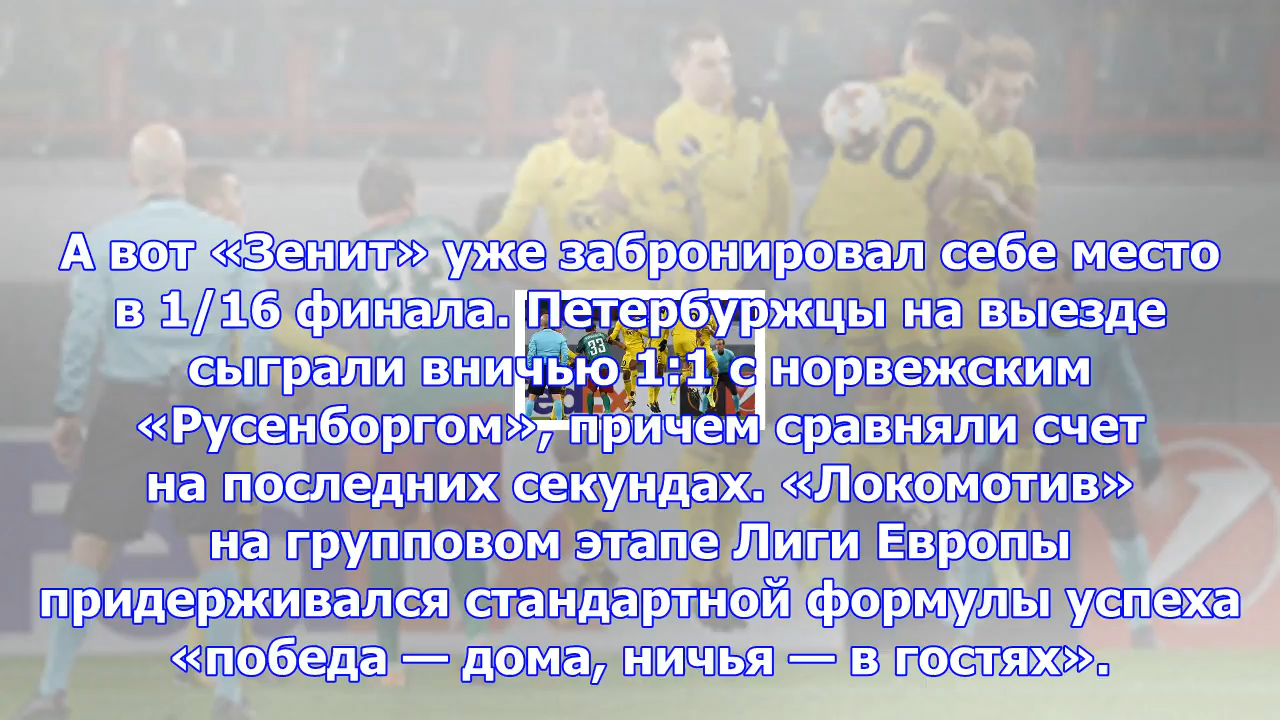 А вот «Зенит» уже забронировал себе место
в 1/16 финала. Петербуржцы на выезде
сыграли вничью 1:1 с норвежским
«Русенборгом», причем сравняли счет
на последних секундах. «Локомотив»
на групповом этапе Лиги Европы
придерживался стандартной формулы успеха
«победа — дома, ничья — в гостях».
33